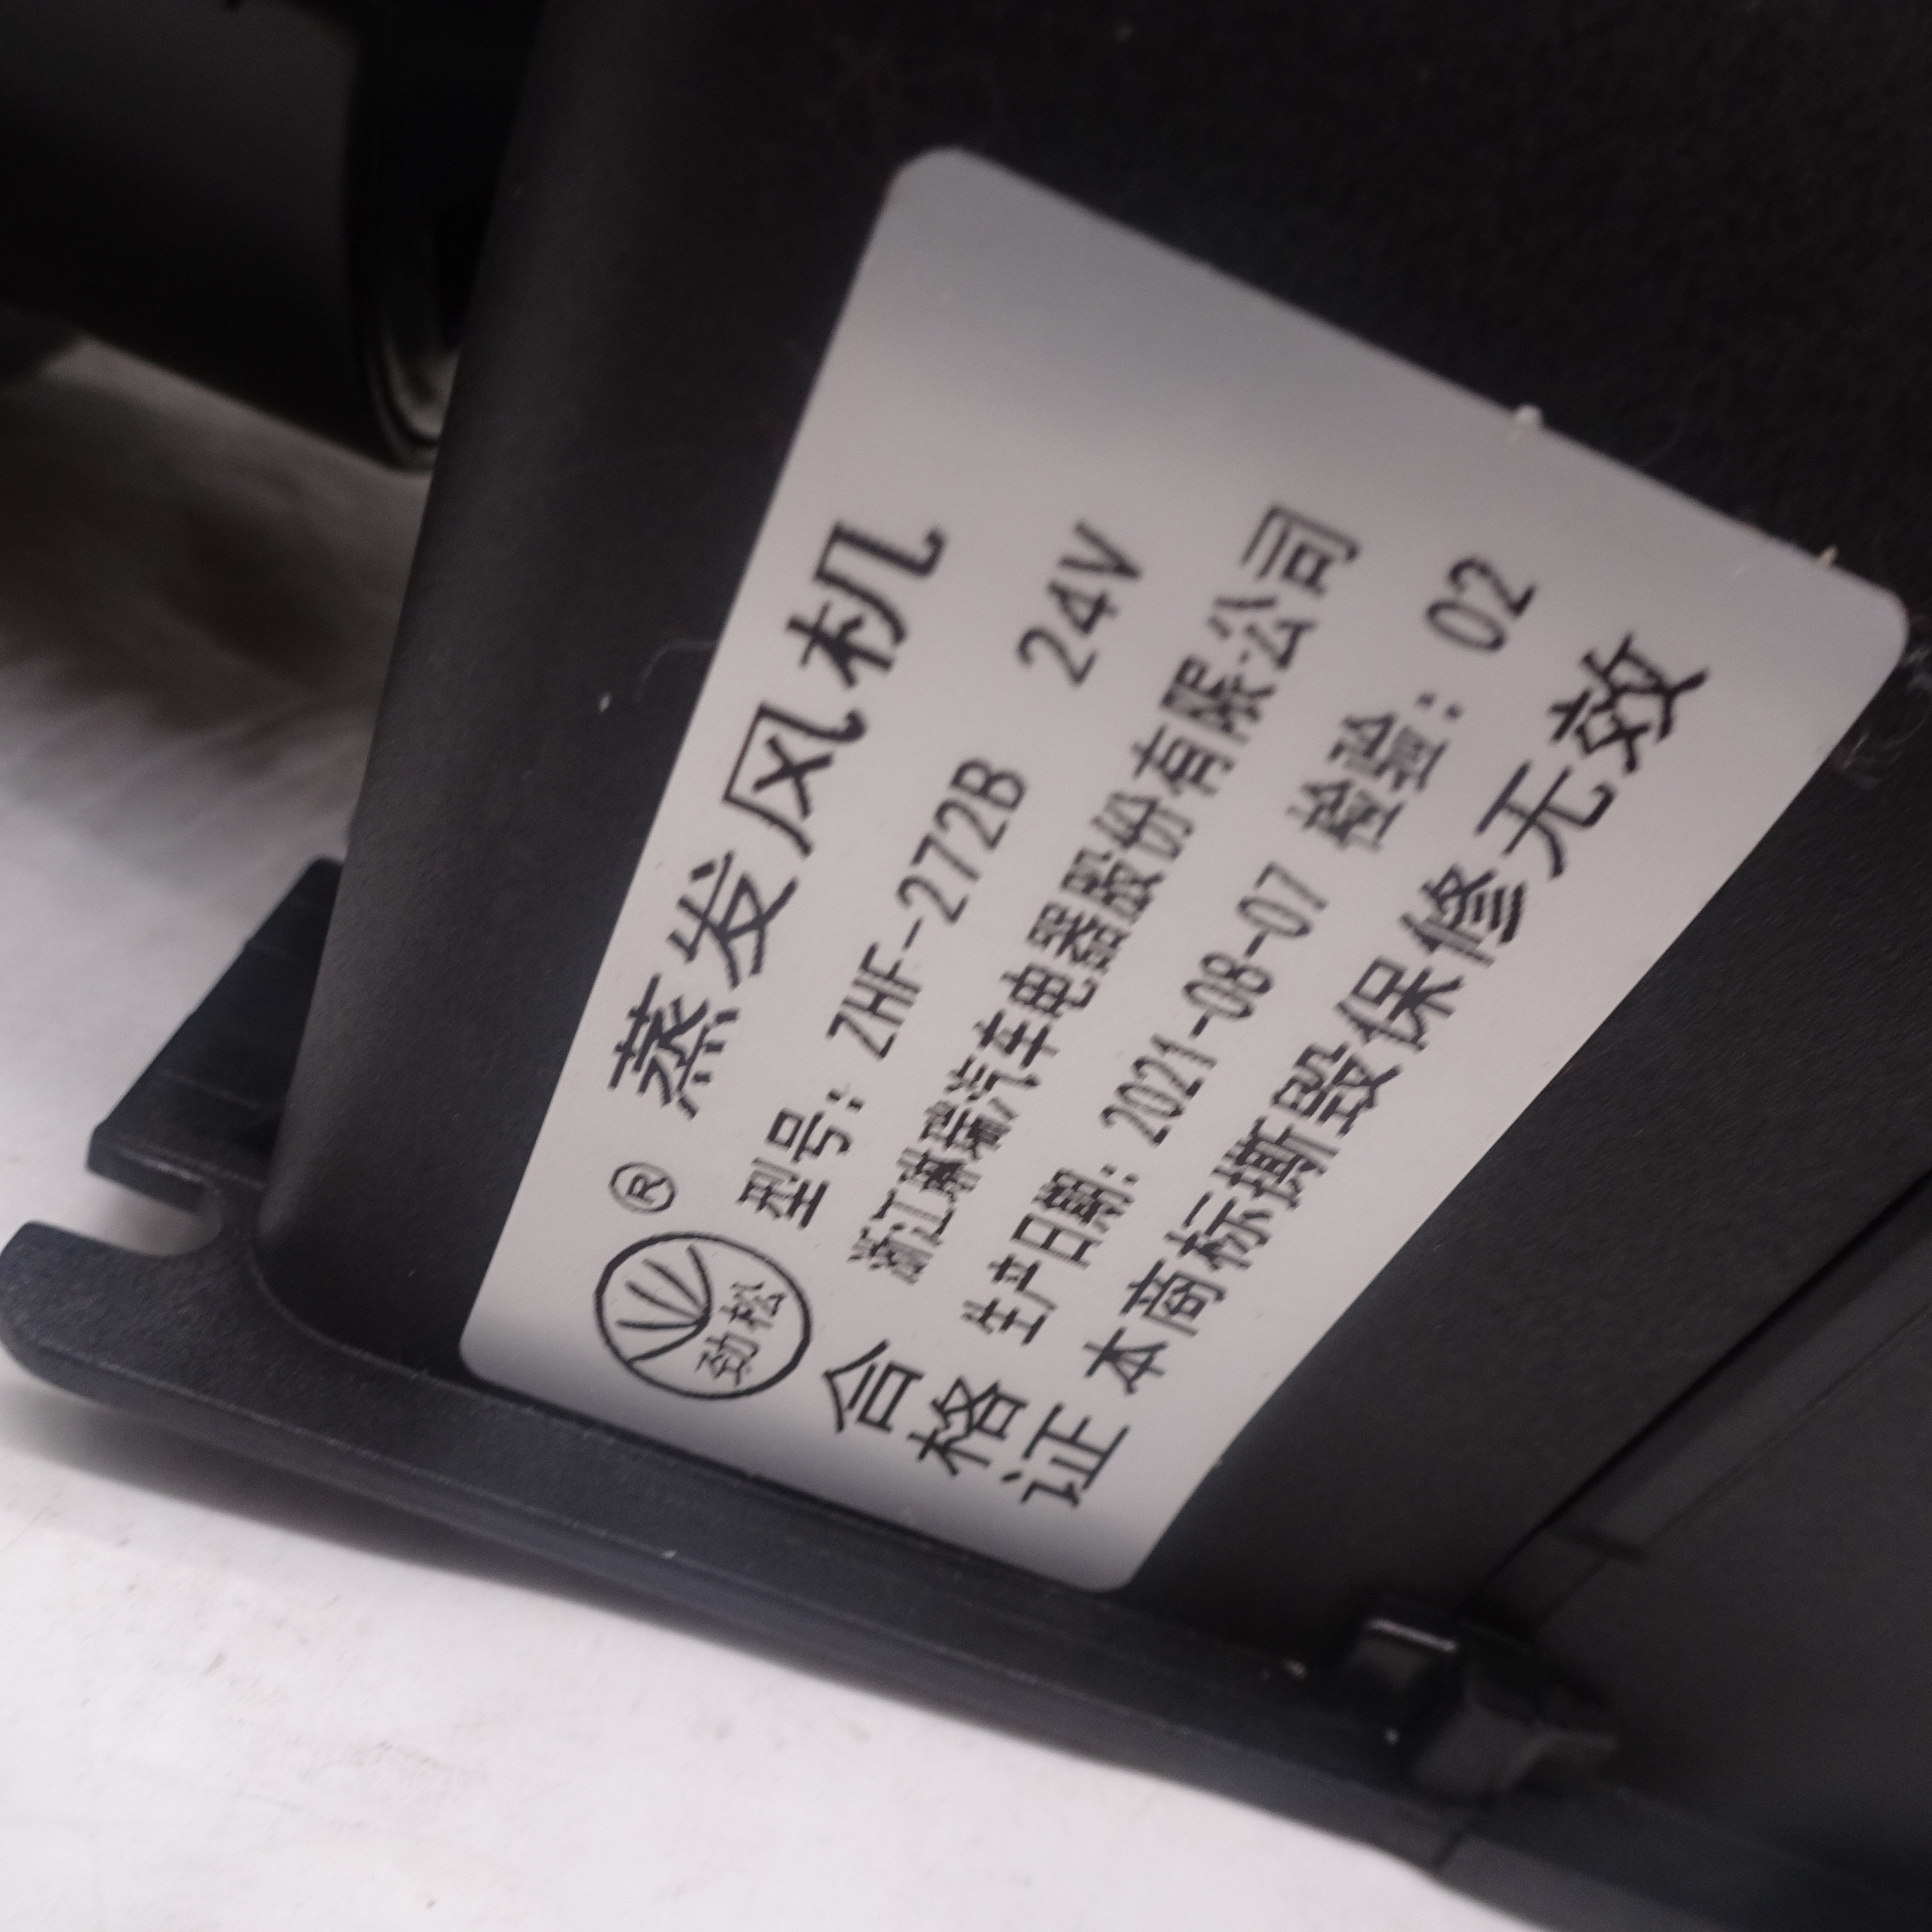 劲松
®
蒸发风机
型号：ZHF-272B 24V
浙江赫瑞汽车电器股份有限公司
生产日期：2021-08-07 检验：02
合格证
本商标撕毁保修无效